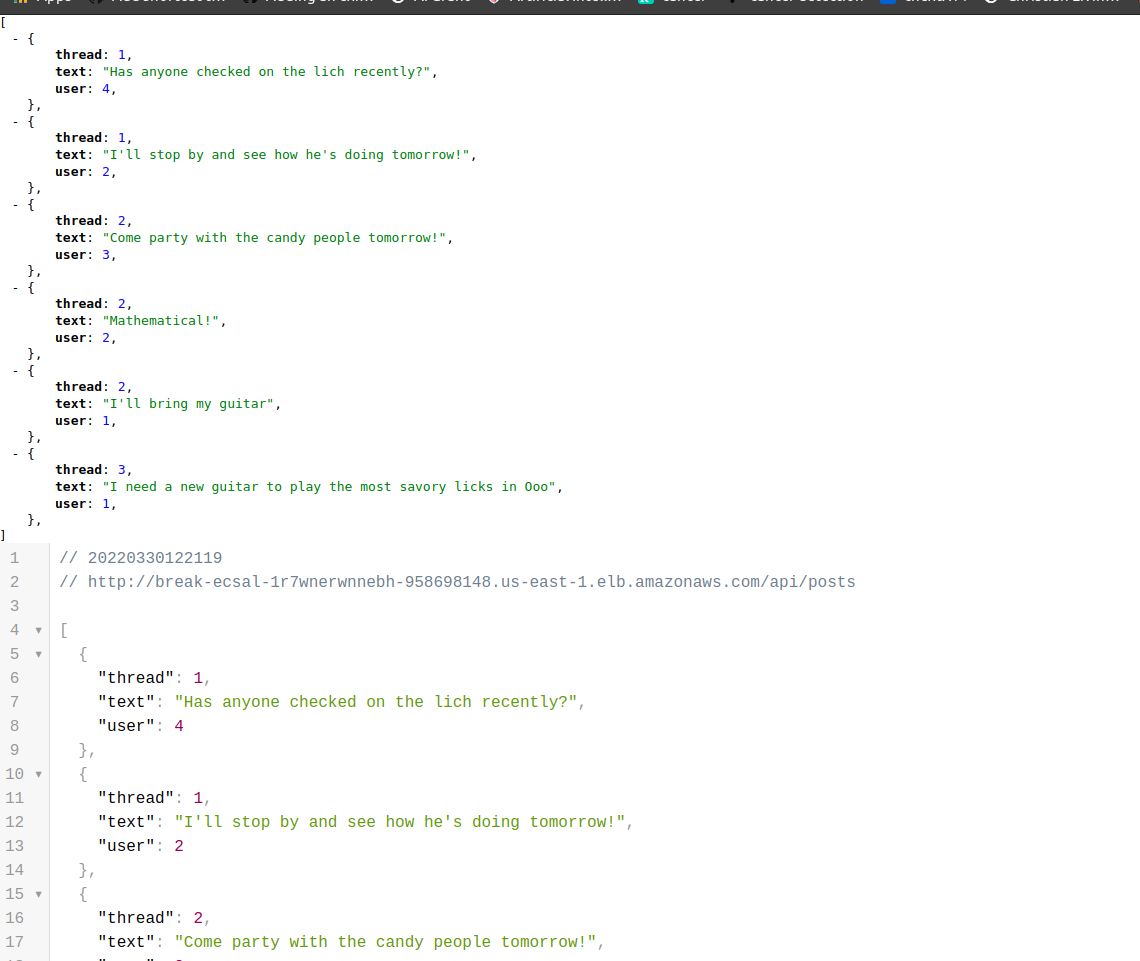 [
- {
thread: 1,
text: "Has anyone checked on the lich recently?",
user: 4,
},
- {
thread: 1,
text: "I'll stop by and see how he's doing tomorrow!",
user: 2,
},
- {
thread: 2,
text: "Come party with the candy people tomorrow!",
user: 3,
},
- {
thread: 2,
text: "Mathematical!",
user: 2,
},
- {
thread: 2,
text: "I'll bring my guitar",
user: 1,
},
- {
thread: 3,
text: "I need a new guitar to play the most savory licks in Ooo",
user: 1,
},
]
1 // 20220330122119
2 // http://break-ecsal-1r7wnerwnnebh-958698148.us-east-1.elb.amazonaws.com/api/posts
3
4 ▼ [
5 ▼ {
6 "thread": 1,
7 "text": "Has anyone checked on the lich recently?",
8 "user": 4
9 },
10 ▼ {
11 "thread": 1,
12 "text": "I'll stop by and see how he's doing tomorrow!",
13 "user": 2
14 },
15 ▼ {
16 "thread": 2,
17 "text": "Come party with the candy people tomorrow!",